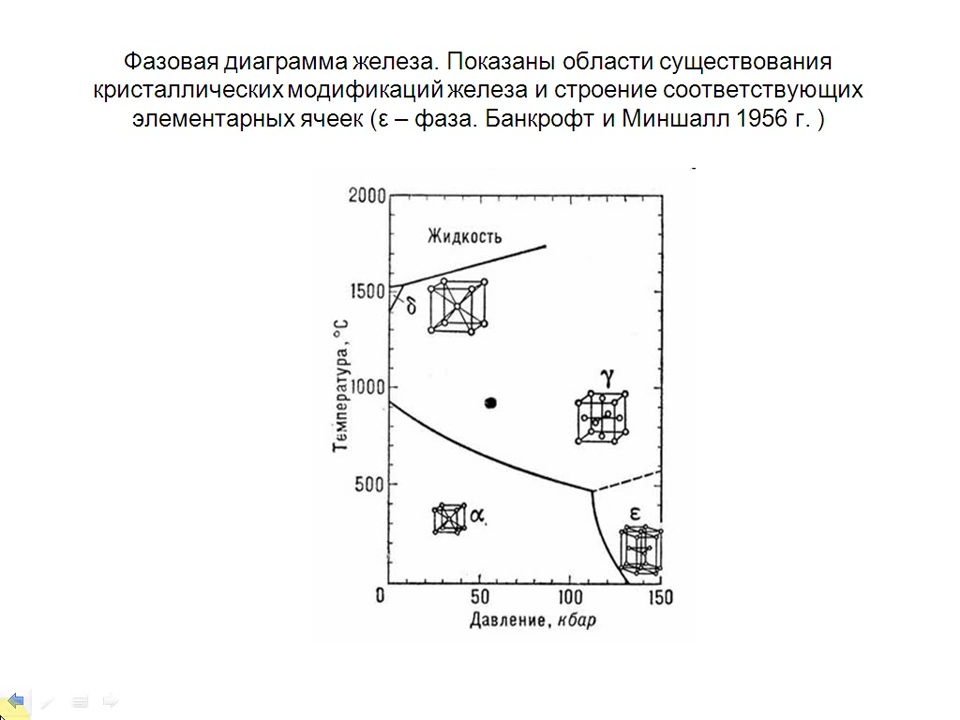 Фазовая диаграмма железа. Показаны области существования
кристаллических модификаций железа и строение соответствующих
элементарных ячеек (ε – фаза. Банкрофт и Миншалл 1956 г. )
2000
Жидкость
1500
δ
Температура, °C
γ
1000
500
α
ε
0 50 100 150
Давление, кбар